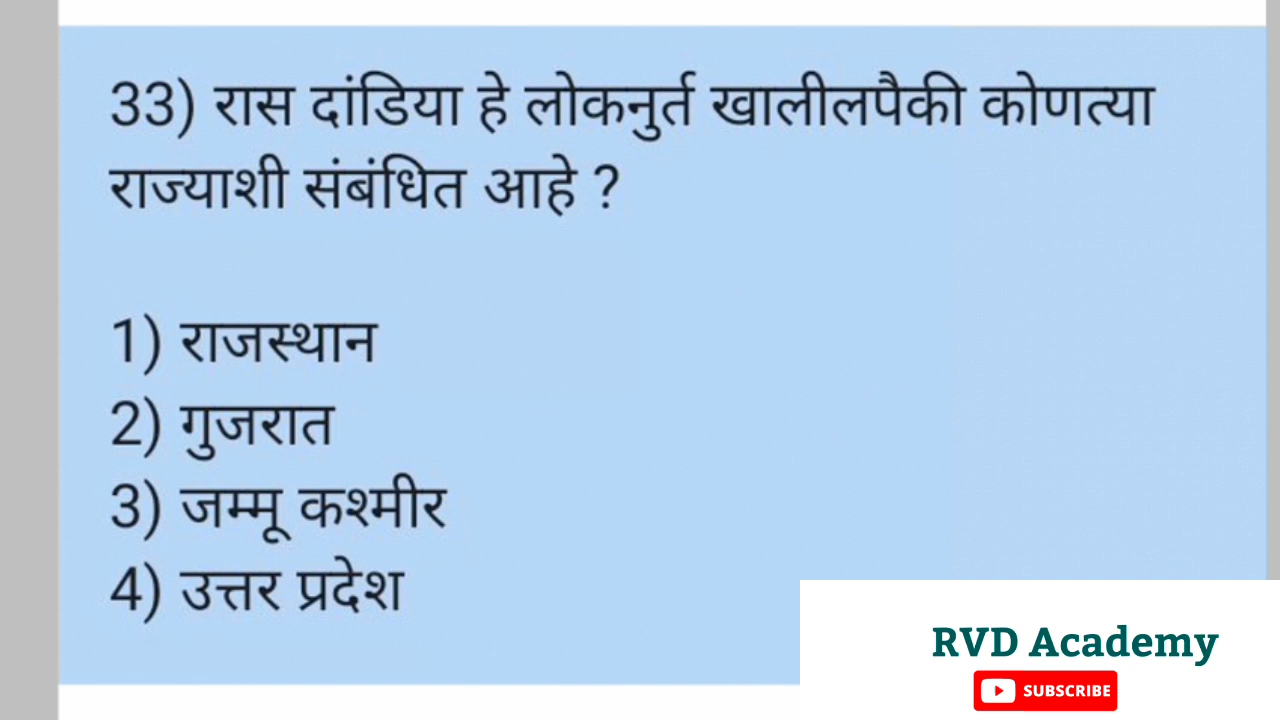 33) रास दांडिया हे लोकनुर्त खालीलपैकी कोणत्या
राज्याशी संबंधित आहे ?
1) राजस्थान
2) गुजरात
3) जम्मू कश्मीर
4) उत्तर प्रदेश
RVD Academy
SUBSCRIBE